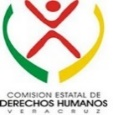 COMISION ESTATAL DE
DERECHOS HUMANOS
VERACRUZ